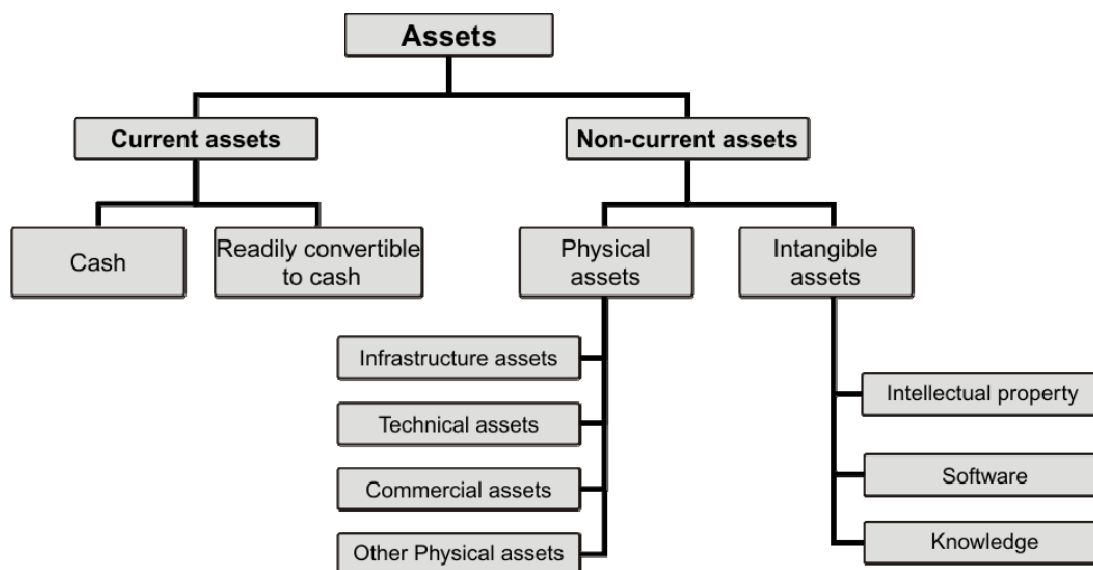 Assets
Current assets
Non-current assets
Cash
Readily convertible
to cash
Physical
assets
Intangible
assets
Infrastructure assets
Technical assets
Commercial assets
Other Physical assets
Intellectual property
Software
Knowledge